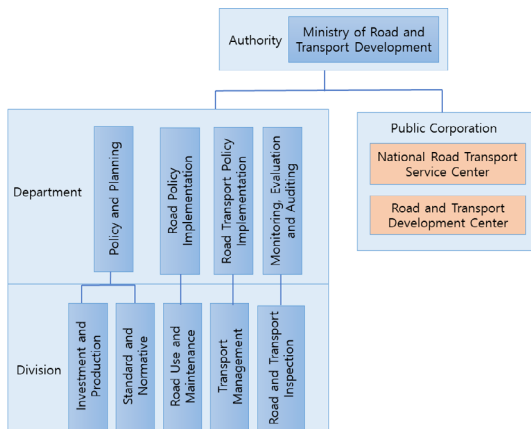 Authority
Ministry of Road and
Transport Development
Public Corporation
National Road Transport
Service Center
Road and Transport
Development Center
Department
Policy and Planning
Road Policy
Implementation
Road Transport Policy
Implementation
Monitoring, Evaluation
and Auditing
Division
Investment and
Production
Standard and
Normative
Road Use and
Maintenance
Transport
Management
Road and Transport
Inspection